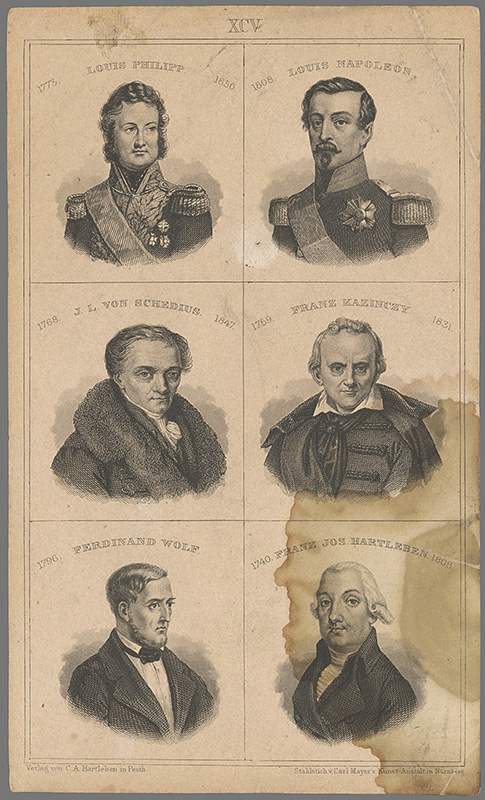 XCV
LOUIS PHILIPP
1773. 1850.
LOUIS NAPOLEON
1808.
J. L. VON SCHEDIUS.
1768. 1847.
FRANZ KAZINCZY
1759. 1831.
FERDINAND WOLF
1796.
FRANZ JOS HARTLEBEN
1740. 1808.
Verlag von C. A. Hartleben in Pesth
Stahlstich v. Carl Mayer's Kunst-Anstalt in Nürnberg